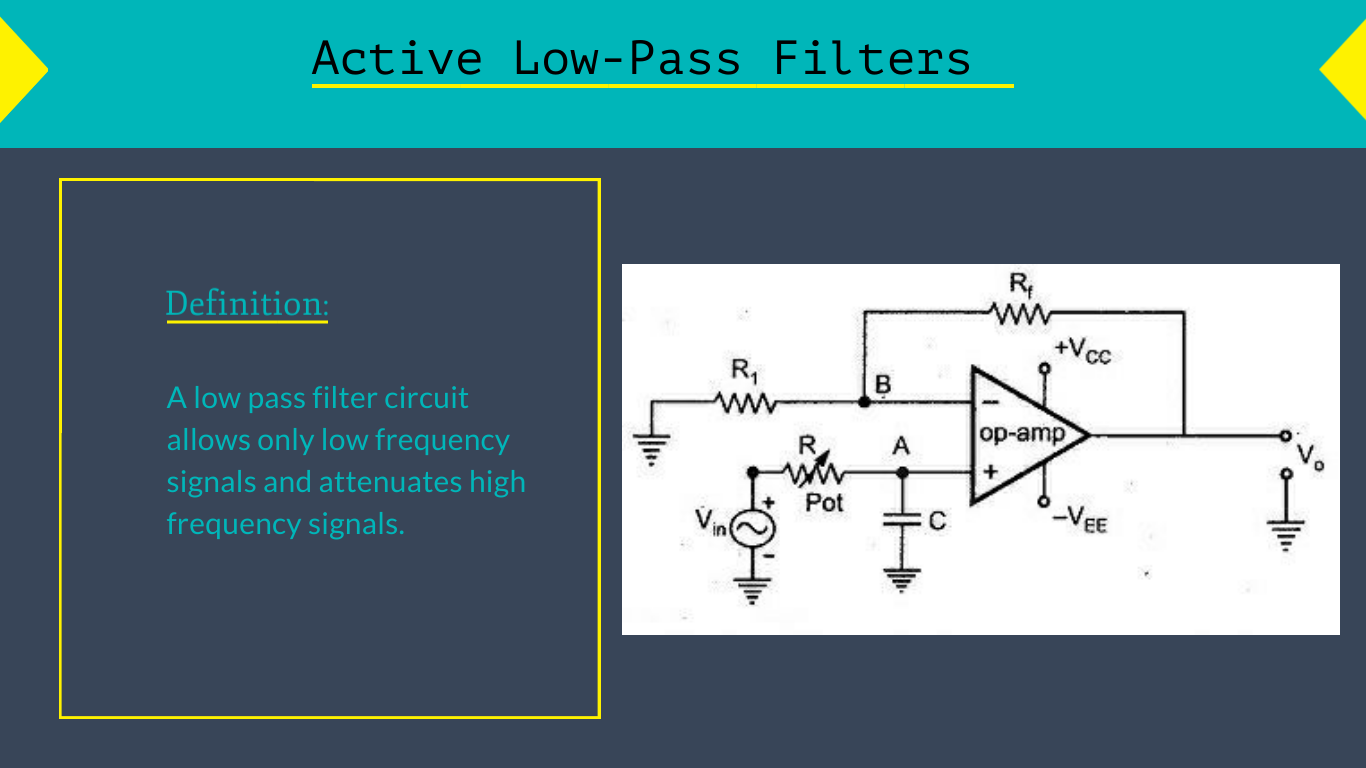 Active Low-Pass Filters
Definition:
A low pass filter circuit
allows only low frequency
signals and attenuates high
frequency signals.
Rf
+VCC
R1
B
−
op-amp
R
A
+
Vo
Pot
+
Vin
C
−VEE
−